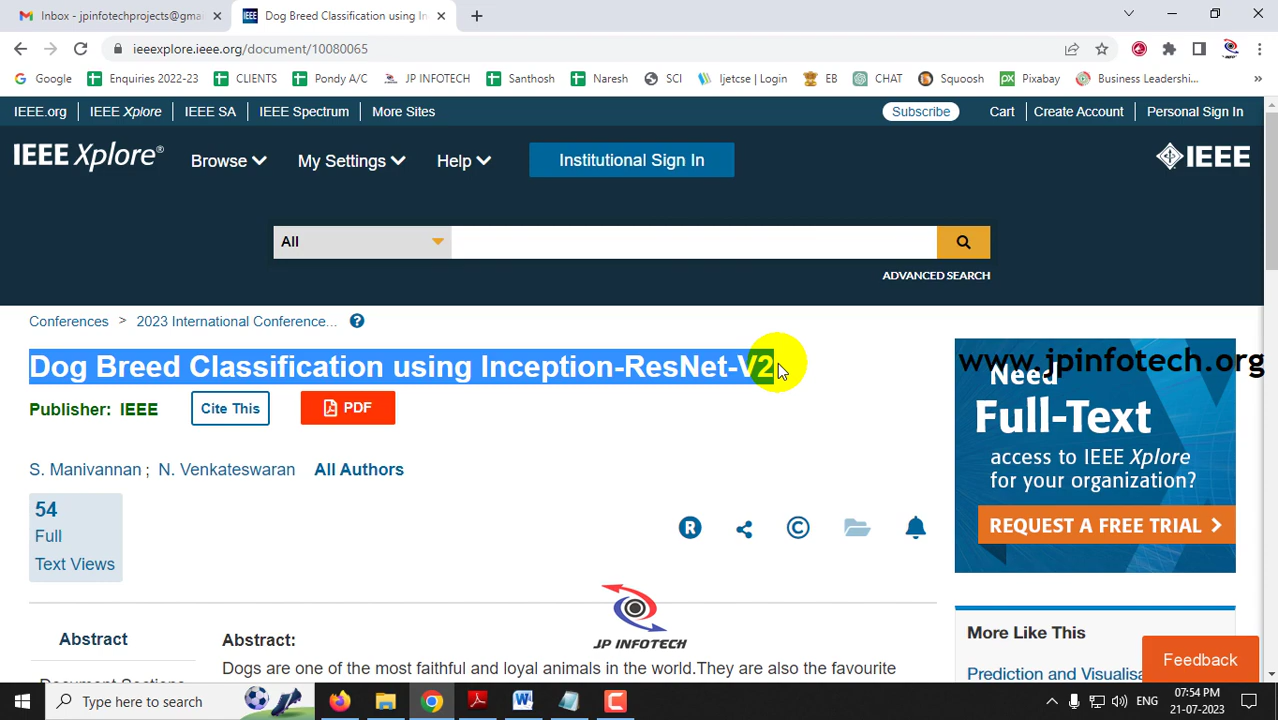 Inbox - jpinfotechprojects@gma
Dog Breed Classification using In
ieeexplore.ieee.org/document/10080065
Google
Enquiries 2022-23
CLIENTS
Pondy A/C
JP INFOTECH
Santhosh
Naresh
SCI
Ijetcse | Login
EB
CHAT
Squoosh
Pixabay
Business Leadershi...
IEEE.org
IEEE Xplore
IEEE SA
IEEE Spectrum
More Sites
Subscribe
Cart
Create Account
Personal Sign In
IEEE Xplore®
Browse
My Settings
Help
Institutional Sign In
IEEE
All
ADVANCED SEARCH
Conferences > 2023 International Conference...
Dog Breed Classification using Inception-ResNet-V2
www.jpinfotech.org
Publisher: IEEE
Cite This
PDF
S. Manivannan ; N. Venkateswaran All Authors
54
Full
Text Views
R
Need
Full-Text
access to IEEE Xplore
for your organization?
REQUEST A FREE TRIAL
JP INFOTECH
Abstract
Abstract:
Dogs are one of the most faithful and loyal animals in the world.They are also the favourite
More Like This
Prediction and Visualisa
Feedback
Type here to search
ENG
07:54 PM
21-07-2023